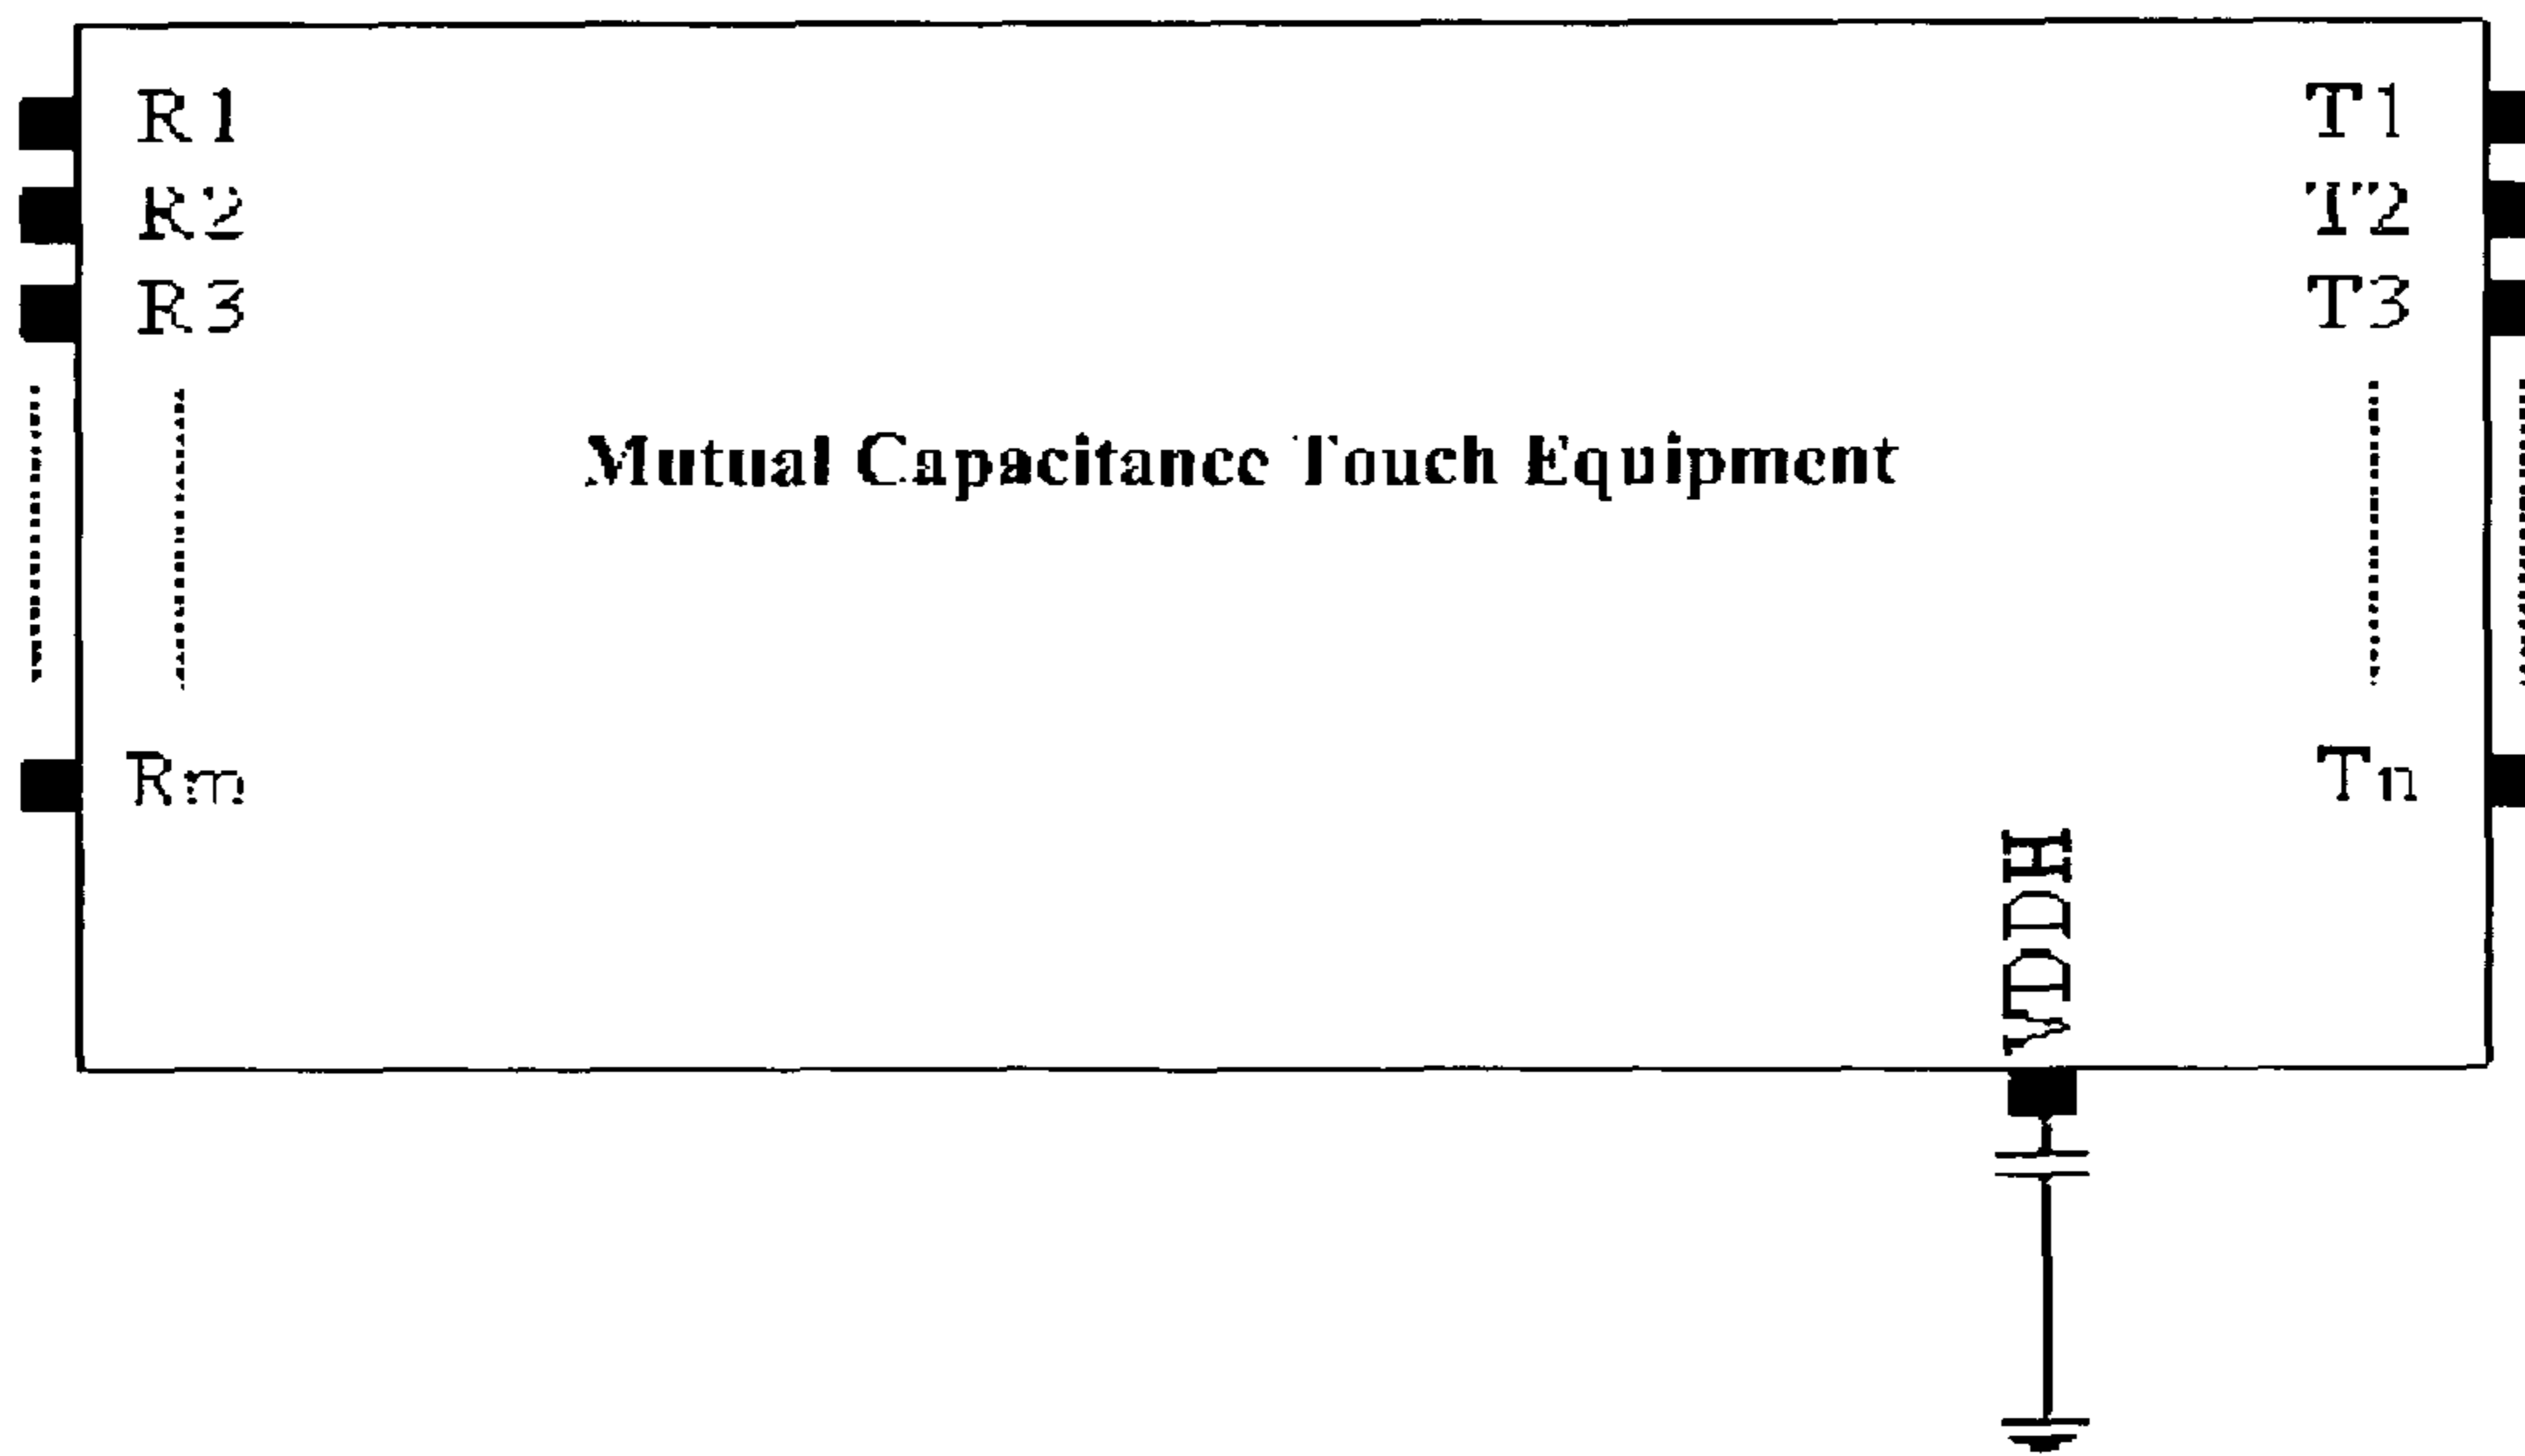 R1 T1
R2 T2
R3 T3
Mutual Capacitance Touch Equipment
Rm Tn
VDDH